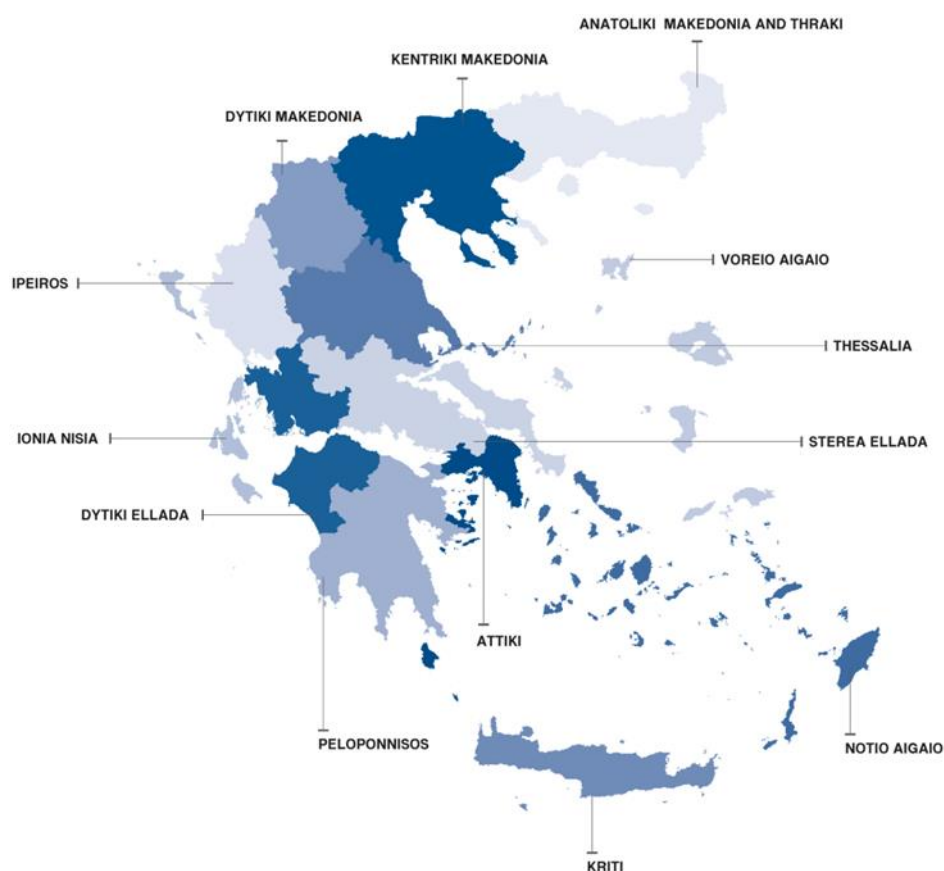 ANATOLIKI MAKEDONIA AND THRAKI
KENTRIKI MAKEDONIA
DYTIKI MAKEDONIA
VOREIO AIGAIO
IPEIROS
THESSALIA
IONIA NISIA
STEREA ELLADA
DYTIKI ELLADA
ATTIKI
PELOPONNISOS
NOTIO AIGAIO
KRITI